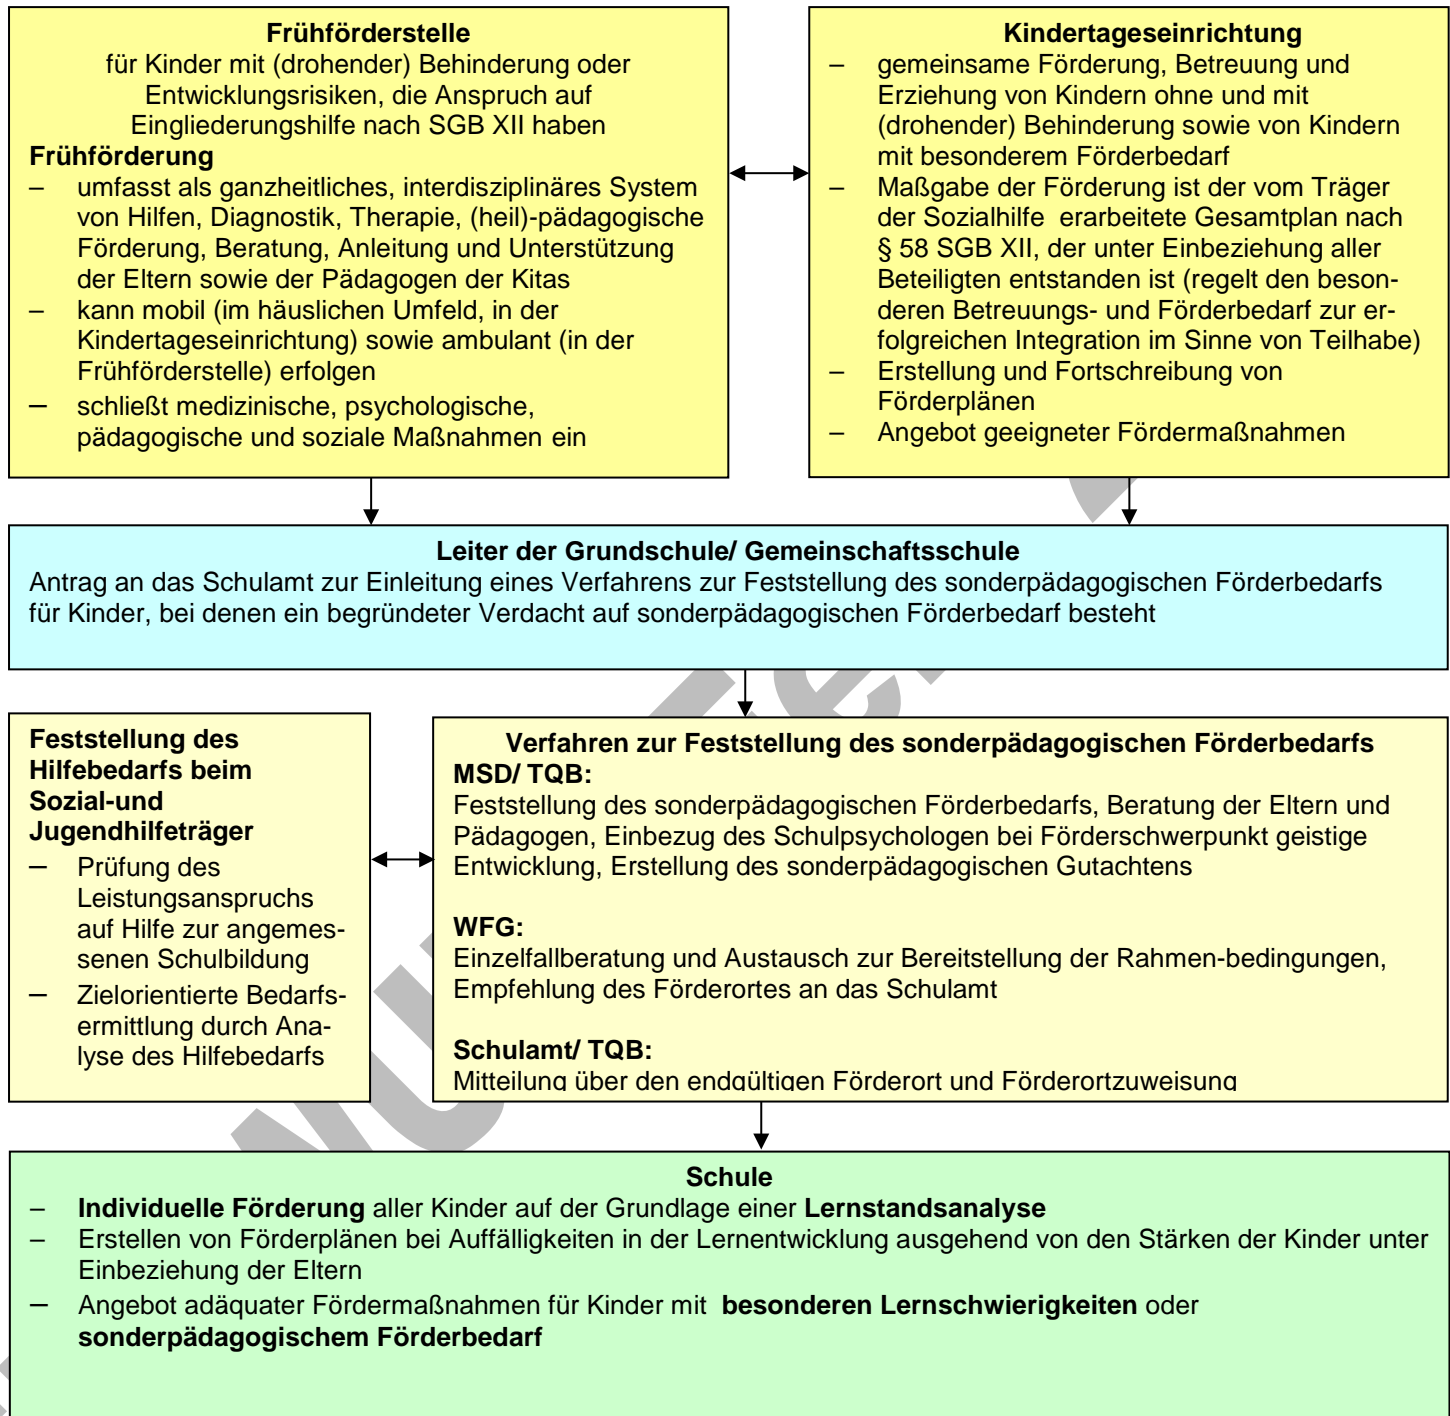 Frühförderstelle
für Kinder mit (drohender) Behinderung oder
Entwicklungsrisiken, die Anspruch auf
Eingliederungshilfe nach SGB XII haben
Frühförderung
– umfasst als ganzheitliches, interdisziplinäres System
von Hilfen, Diagnostik, Therapie, (heil)-pädagogische
Förderung, Beratung, Anleitung und Unterstützung
der Eltern sowie der Pädagogen der Kitas
– kann mobil (im häuslichen Umfeld, in der
Kindertageseinrichtung) sowie ambulant (in der
Frühförderstelle) erfolgen
– schließt medizinische, psychologische,
pädagogische und soziale Maßnahmen ein
Kindertageseinrichtung
– gemeinsame Förderung, Betreuung und
Erziehung von Kindern ohne und mit
(drohender) Behinderung sowie von Kindern
mit besonderem Förderbedarf
– Maßgabe der Förderung ist der vom Träger
der Sozialhilfe erarbeitete Gesamtplan nach
§ 58 SGB XII, der unter Einbeziehung aller
Beteiligten entstanden ist (regelt den beson-
deren Betreuungs- und Förderbedarf zur er-
folgreichen Integration im Sinne von Teilhabe)
– Erstellung und Fortschreibung von
Förderplänen
– Angebot geeigneter Fördermaßnahmen
Leiter der Grundschule/ Gemeinschaftsschule
Antrag an das Schulamt zur Einleitung eines Verfahrens zur Feststellung des sonderpädagogischen Förderbedarfs
für Kinder, bei denen ein begründeter Verdacht auf sonderpädagogischen Förderbedarf besteht
Feststellung des
Hilfebedarfs beim
Sozial-und
Jugendhilfeträger
– Prüfung des
Leistungsanspruchs
auf Hilfe zur angemes-
senen Schulbildung
– Zielorientierte Bedarfs-
ermittlung durch Ana-
lyse des Hilfebedarfs
Verfahren zur Feststellung des sonderpädagogischen Förderbedarfs
MSD/ TQB:
Feststellung des sonderpädagogischen Förderbedarfs, Beratung der Eltern und
Pädagogen, Einbezug des Schulpsychologen bei Förderschwerpunkt geistige
Entwicklung, Erstellung des sonderpädagogischen Gutachtens
WFG:
Einzelfallberatung und Austausch zur Bereitstellung der Rahmen-bedingungen,
Empfehlung des Förderortes an das Schulamt
Schulamt/ TQB:
Mitteilung über den endgültigen Förderort und Förderortzuweisung
Schule
– Individuelle Förderung aller Kinder auf der Grundlage einer Lernstandsanalyse
– Erstellen von Förderplänen bei Auffälligkeiten in der Lernentwicklung ausgehend von den Stärken der Kinder unter
Einbeziehung der Eltern
– Angebot adäquater Fördermaßnahmen für Kinder mit besonderen Lernschwierigkeiten oder
sonderpädagogischem Förderbedarf